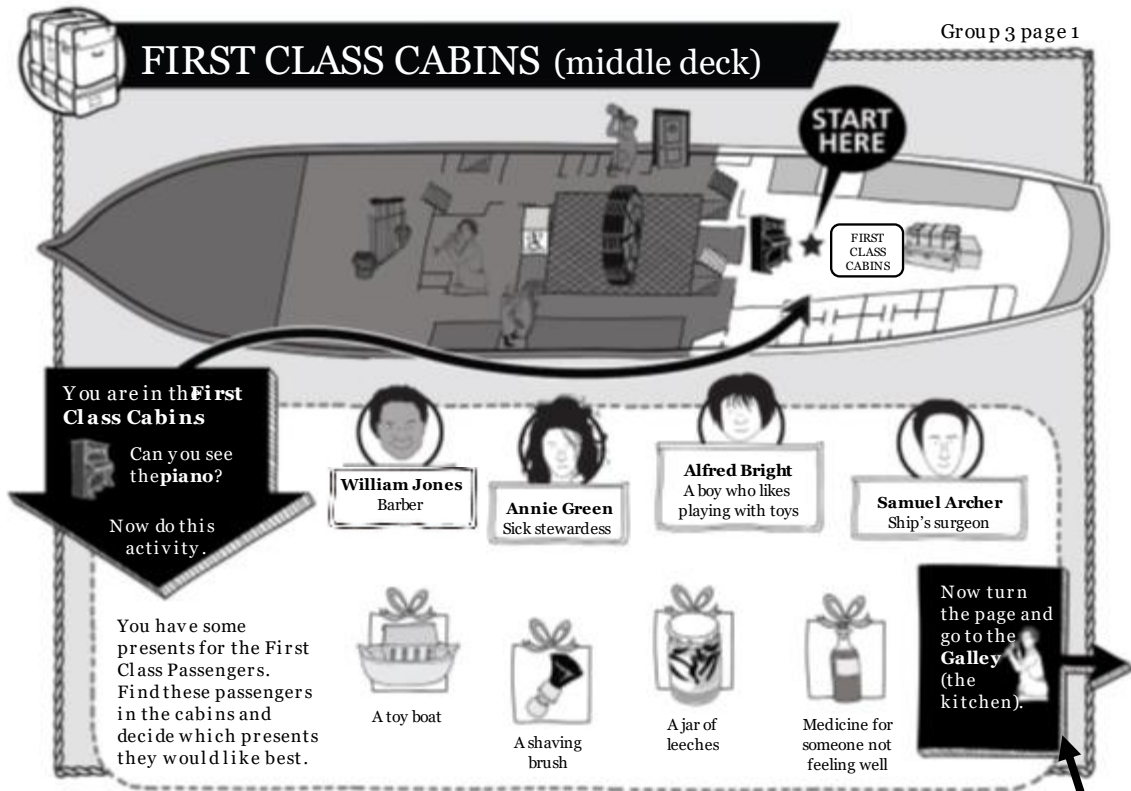 Group 3 page 1
FIRST CLASS CABINS (middle deck)
START
HERE
FIRST
CLASS
CABINS
You are in the First
Class Cabins
Can you see
the piano?
Now do this
activity.
William Jones
Barber
Annie Green
Sick stewardess
Alfred Bright
A boy who likes
playing with toys
Samuel Archer
Ship's surgeon
You have some
presents for the First
Class Passengers.
Find these passengers
in the cabins and
decide which presents
they would like best.
A toy boat
A shaving
brush
A jar of
leeches
Medicine for
someone not
feeling well
Now turn
the page and
go to the
Galley
(the
kitchen).